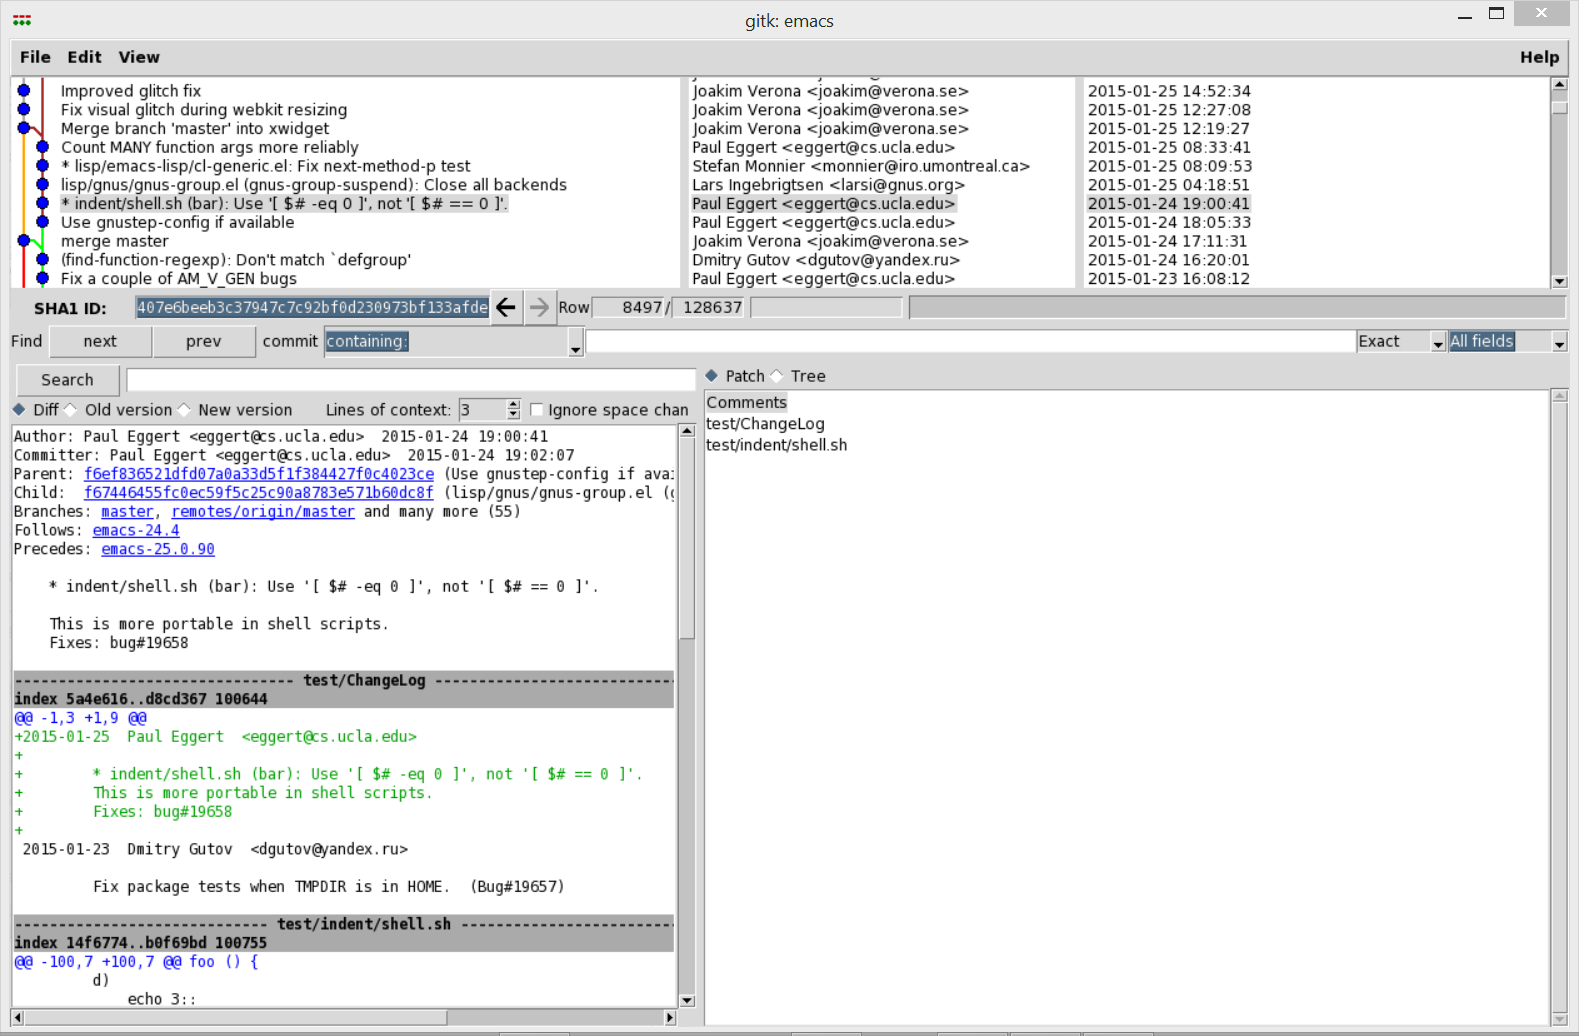 gitk: emacs
File Edit View Help
Improved glitch fix Joakim Verona <joakim@verona.se> 2015-01-25 14:52:34
Fix visual glitch during webkit resizing Joakim Verona <joakim@verona.se> 2015-01-25 12:27:08
Merge branch 'master' into xwidget Joakim Verona <joakim@verona.se> 2015-01-25 12:19:27
Count MANY function args more reliably Paul Eggert <eggert@cs.ucla.edu> 2015-01-25 08:33:41
* lisp/emacs-lisp/cl-generic.el: Fix next-method-p test Stefan Monnier <monnier@iro.umontreal.ca> 2015-01-25 08:09:53
lisp/gnus/gnus-group.el (gnus-group-suspend): Close all backends Lars Ingebrigtsen <larsi@gnus.org> 2015-01-25 04:18:51
* indent/shell.sh (bar): Use '[ $# -eq 0 ]', not '[ $# == 0 ]'. Paul Eggert <eggert@cs.ucla.edu> 2015-01-24 19:00:41
Use gnustep-config if available Paul Eggert <eggert@cs.ucla.edu> 2015-01-24 18:05:33
merge master Joakim Verona <joakim@verona.se> 2015-01-24 17:11:31
(find-function-regexp): Don't match `defgroup' Dmitry Gutov <dgutov@yandex.ru> 2015-01-24 16:20:01
Fix a couple of AM_V_GEN bugs Paul Eggert <eggert@cs.ucla.edu> 2015-01-23 16:08:12
SHA1 ID: 407e6beeb3c37947c7c92bf0d230973bf133afde Row 8497 / 128637
Find next prev commit containing: Exact All fields
Search
Diff Old version New version Lines of context: 3 Ignore space chan
Author: Paul Eggert <eggert@cs.ucla.edu> 2015-01-24 19:00:41
Committer: Paul Eggert <eggert@cs.ucla.edu> 2015-01-24 19:02:07
Parent: f6ef836521dfd07a0a33d5f1f384427f0c4023ce (Use gnustep-config if avai
Child: f67446455fc0ec59f5c25c90a8783e571b60dc8f (lisp/gnus/gnus-group.el (g
Branches: master, remotes/origin/master and many more (55)
Follows: emacs-24.4
Precedes: emacs-25.0.90
* indent/shell.sh (bar): Use '[ $# -eq 0 ]', not '[ $# == 0 ]'.
This is more portable in shell scripts.
Fixes: bug#19658
-------------------------------- test/ChangeLog ---------------------------
index 5a4e616..d8cd367 100644
@@ -1,3 +1,9 @@
+2015-01-25 Paul Eggert <eggert@cs.ucla.edu>
+
+ * indent/shell.sh (bar): Use '[ $# -eq 0 ]', not '[ $# == 0 ]'.
+ This is more portable in shell scripts.
+ Fixes: bug#19658
+
2015-01-23 Dmitry Gutov <dgutov@yandex.ru>
Fix package tests when TMPDIR is in HOME. (Bug#19657)
----------------------------- test/indent/shell.sh ------------------------
index 14f6774..b0f69bd 100755
@@ -100,7 +100,7 @@ foo () {
d)
echo 3::
Patch Tree
Comments
test/ChangeLog
test/indent/shell.sh